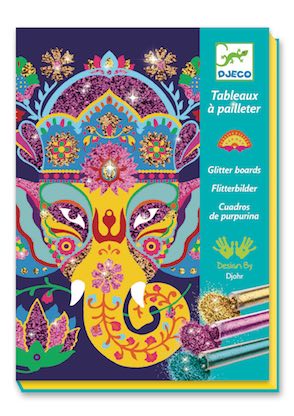 DJECO
Tableaux
à pailleter
Glitter boards
Flitterbilder
Cuadros
de purpurina
Design By
Djohr